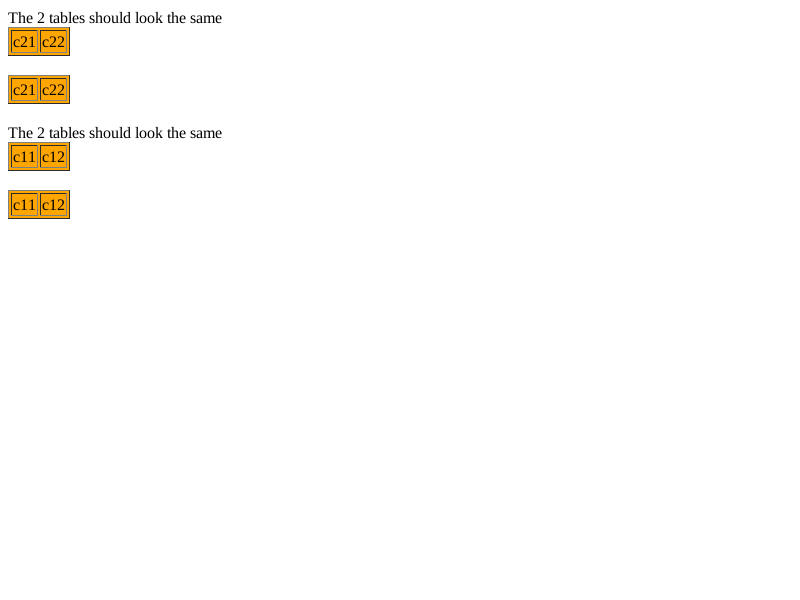 The 2 tables should look the same
c21 c22
c21 c22
The 2 tables should look the same
c11 c12
c11 c12